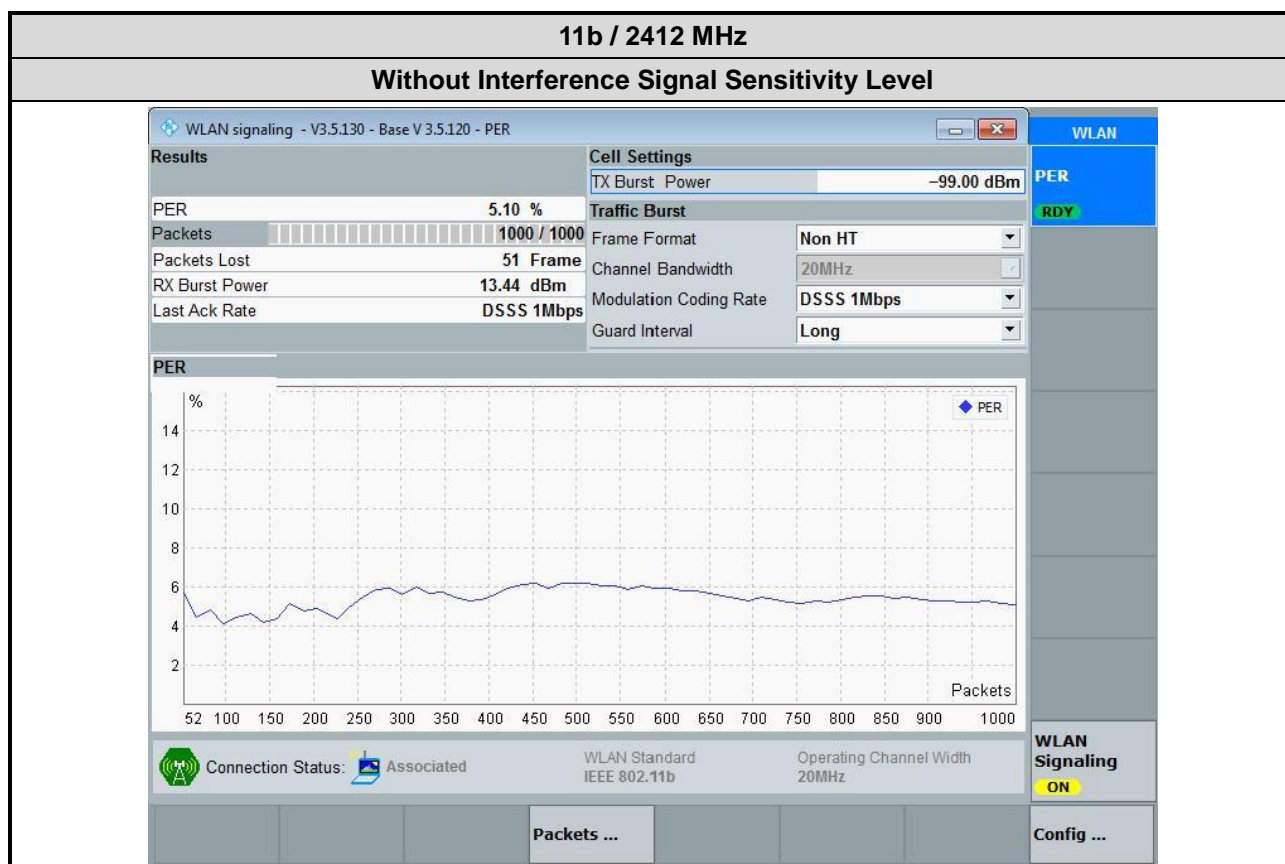 11b / 2412 MHz
Without Interference Signal Sensitivity Level
WLAN signaling - V3.5.130 - Base V 3.5.120 - PER
WLAN
Results
Cell Settings
TX Burst Power −99.00 dBm
PER
RDY
PER 5.10 %
Traffic Burst
Packets 1000 / 1000
Frame Format Non HT
Packets Lost 51 Frame
Channel Bandwidth 20MHz
RX Burst Power 13.44 dBm
Modulation Coding Rate DSSS 1Mbps
Last Ack Rate DSSS 1Mbps
Guard Interval Long
PER
%
PER
14
12
10
8
6
4
2
Packets
52 100 150 200 250 300 350 400 450 500 550 600 650 700 750 800 850 900 1000
Connection Status: Associated
WLAN Standard
IEEE 802.11b
Operating Channel Width
20MHz
WLAN
Signaling
ON
Packets ...
Config ...